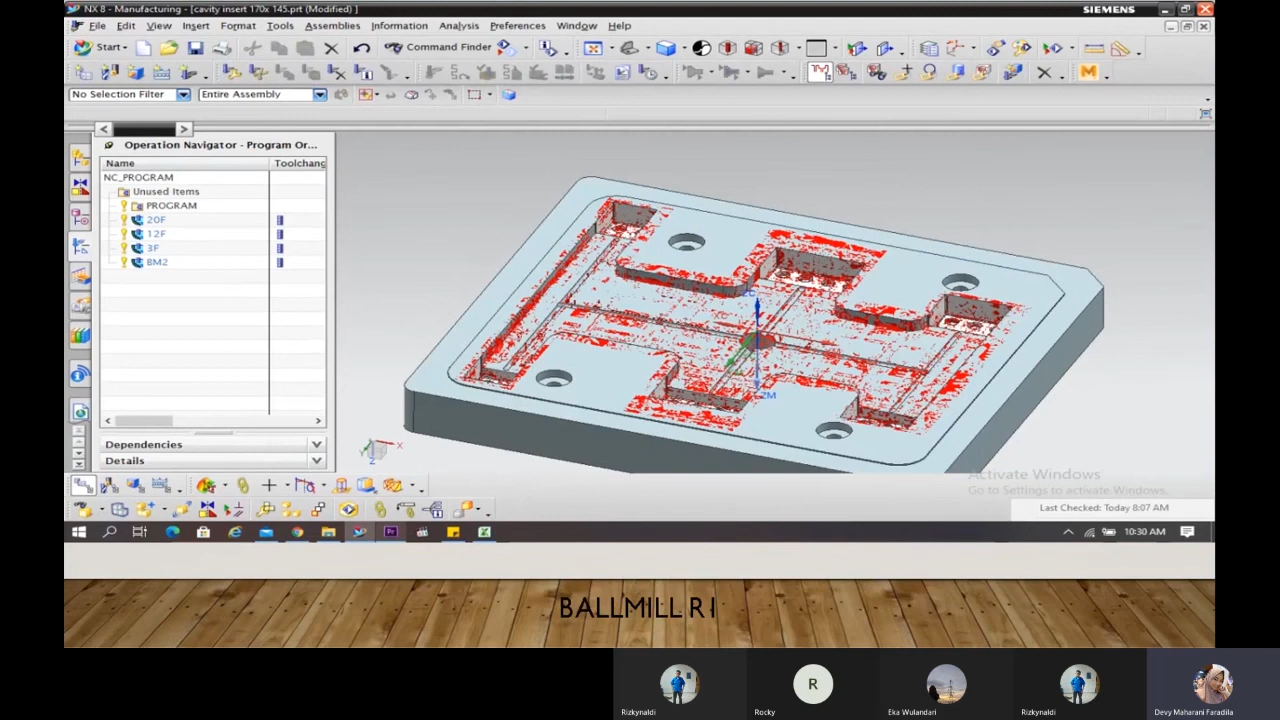 NX 8 - Manufacturing - [cavity insert 170x 145.prt (Modified) ]
SIEMENS
File Edit View Insert Format Tools Assemblies Information Analysis Preferences Window Help
Start
Command Finder
No Selection Filter
Entire Assembly
Operation Navigator - Program Or...
Name
Toolchang
NC_PROGRAM
Unused Items
PROGRAM
20F
12F
3F
BM2
Dependencies
Details
ZC
ZM
X
Y
Z
Activate Windows
Go to Settings to activate Windows.
Last Checked: Today 8:07 AM
10:30 AM
BALLMILL R1
R
Rizkynaldi
Rocky
Eka Wulandari
Rizkynaldi
Devy Maharani Faradila